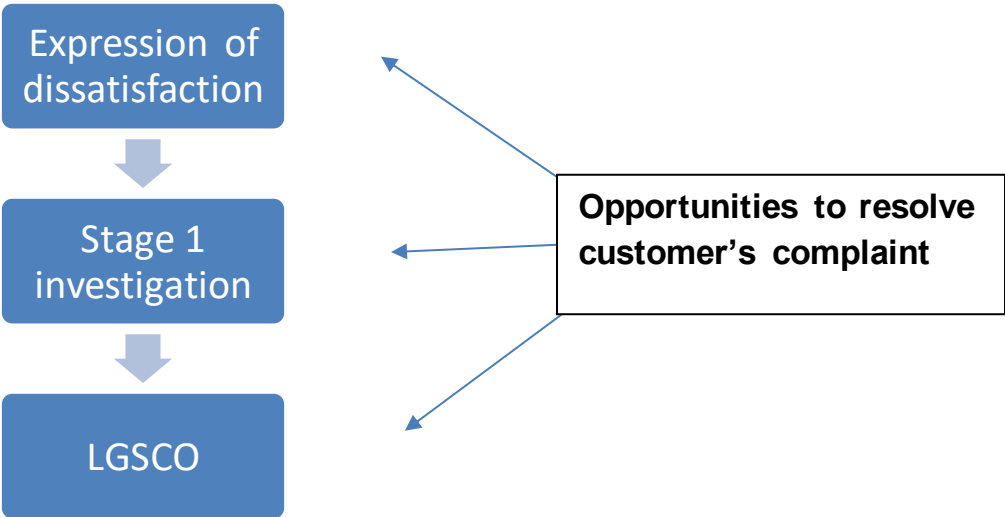 Expression of
dissatisfaction
Opportunities to resolve
customer’s complaint
Stage 1
investigation
LGSCO